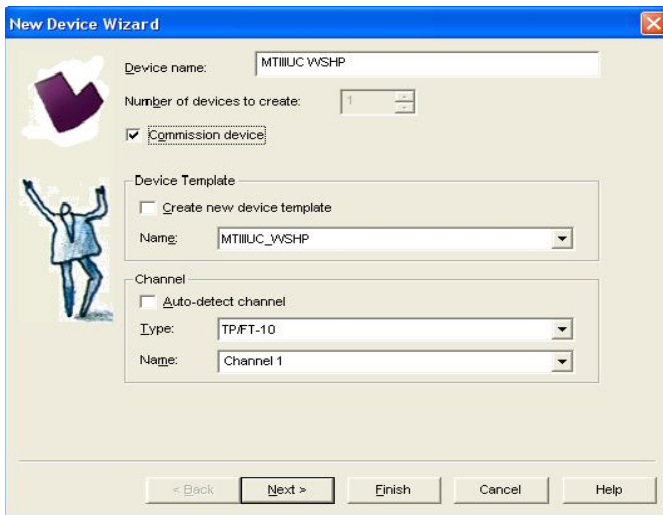 New Device Wizard
Device name: MTIIIUC WSHP
Number of devices to create: 1
Commission device
Device Template
Create new device template
Name: MTIIIUC_WSHP
Channel
Auto-detect channel
Type: TP/FT-10
Name: Channel 1
< Back Next > Finish Cancel Help